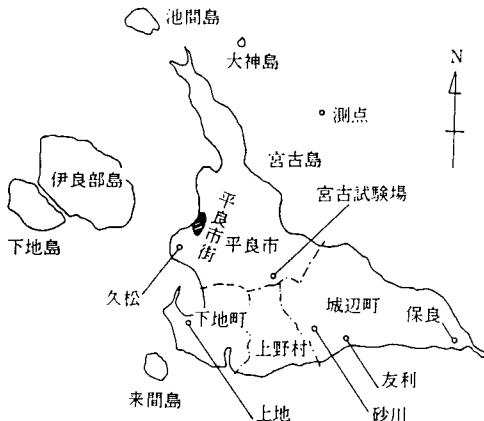 池間島
大神島
N
測点
宮古島
伊良部島
宮古試験場
平良市街
平良市
下地島
久松
城辺町
下地町
保良
上野村
友利
来間島
上地
砂川